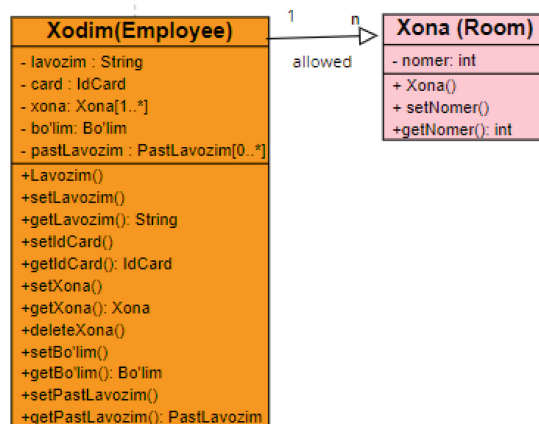 Xodim(Employee)
- lavozim : String
- card : IdCard
- xona: Xona[1..*]
- bo'lim: Bo'lim
- pastLavozim : PastLavozim[0..*]
+Lavozim()
+setLavozim()
+getLavozim(): String
+setIdCard()
+getIdCard(): IdCard
+setXona()
+getXona(): Xona
+deleteXona()
+setBo'lim()
+getBo'lim(): Bo'lim
+setPastLavozim()
+getPastLavozim(): PastLavozim
1
n
allowed
Xona (Room)
- nomer: int
+ Xona()
+ setNomer()
+getNomer(): int